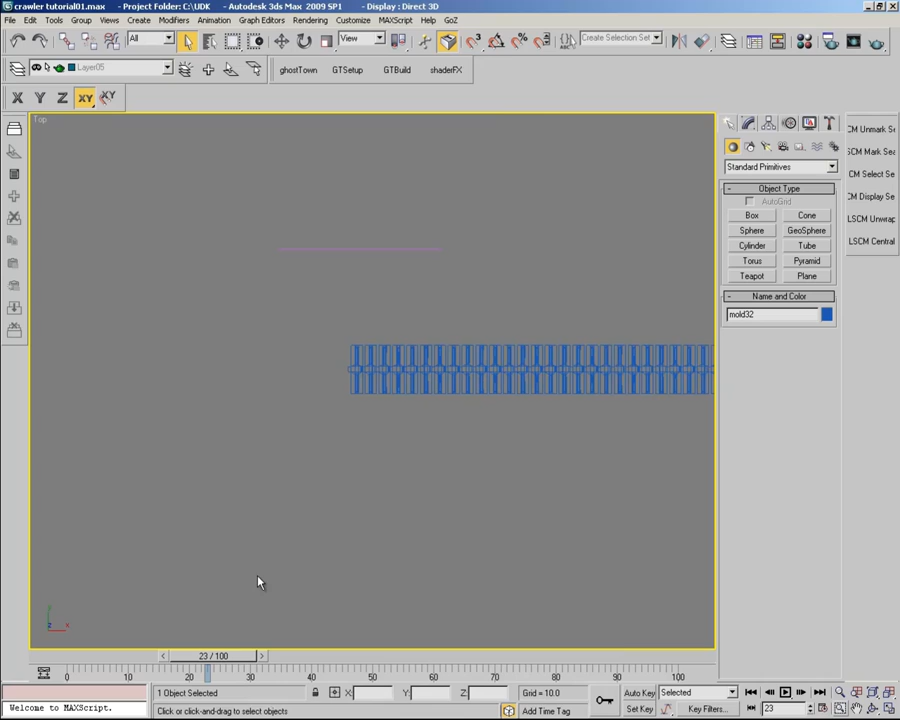 crawler tutorial01.max - Project Folder: C:\UDK - Autodesk 3ds Max 2009 SP1 - Display : Direct 3D
File Edit Tools Group Views Create Modifiers Animation Graph Editors Rendering Customize MAXScript Help GoZ
All View Create Selection Set
Layer05 ghostTown GTSetup GTBuild shaderFX
X Y Z XY XY
Top
CM Unmark Se
SCM Mark Sea
CM Select Se
CM Display Se
LSCM Unwrap
LSCM Central
Standard Primitives
- Object Type
AutoGrid
Box Cone
Sphere GeoSphere
Cylinder Tube
Torus Pyramid
Teapot Plane
- Name and Color
mold32
y
z x
< 23 / 100 >
0 20 30 40 50 60 70 80 90 100
1 Object Selected X: Y: Z: Grid = 10.0 Auto Key Selected
Welcome to MAXScript. Click or click-and-drag to select objects Add Time Tag Set Key Key Filters... 23